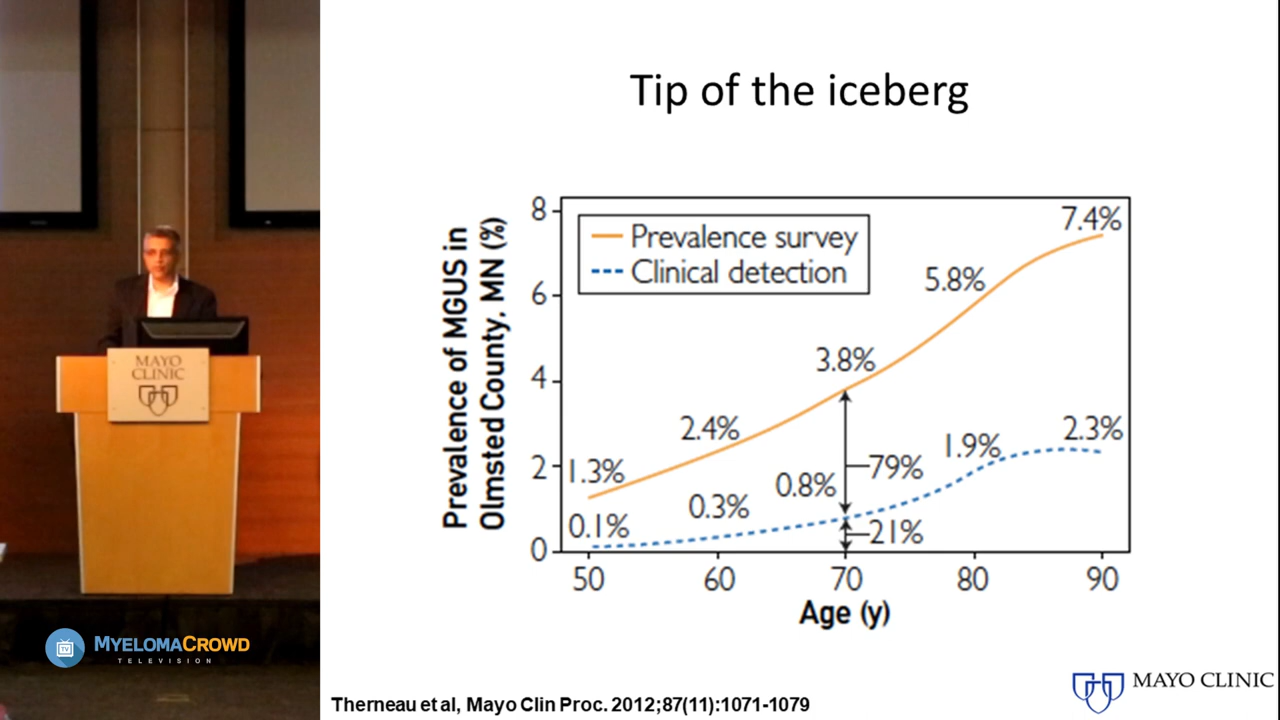 Tip of the iceberg
Prevalence of MGUS in
Olmsted County, MN (%)
8
6
4
2
0
Prevalence survey
Clinical detection
7.4%
5.8%
3.8%
2.4%
1.3%
2.3%
1.9%
79%
0.8%
0.3%
0.1%
21%
50 60 70 80 90
Age (y)
MAYO
CLINIC
TV
MYELOMACROWD
TELEVISION
Therneau et al, Mayo Clin Proc. 2012;87(11):1071-1079
MAYO CLINIC